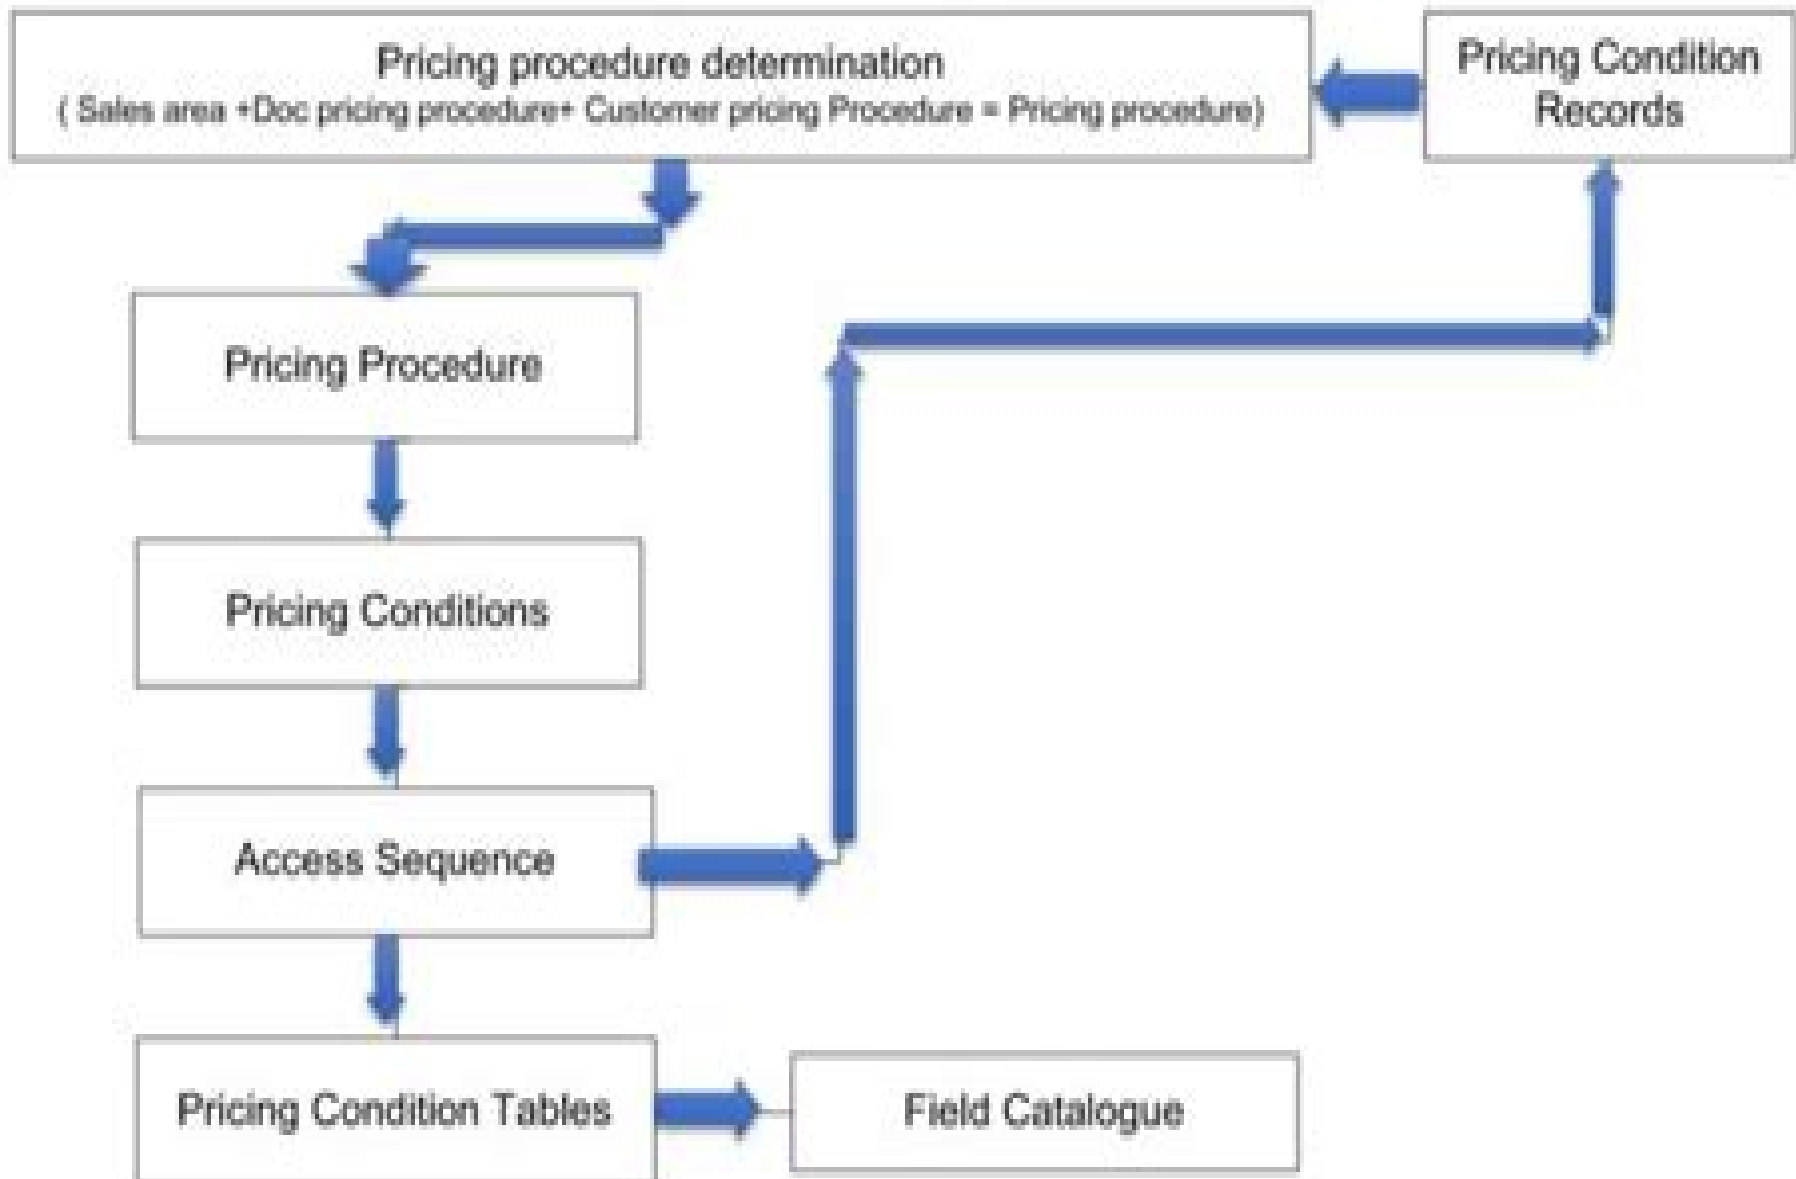 Pricing procedure determination
( Sales area +Doc pricing procedure+ Customer pricing Procedure = Pricing procedure)
Pricing Condition
Records
Pricing Procedure
Pricing Conditions
Access Sequence
Pricing Condition Tables
Field Catalogue